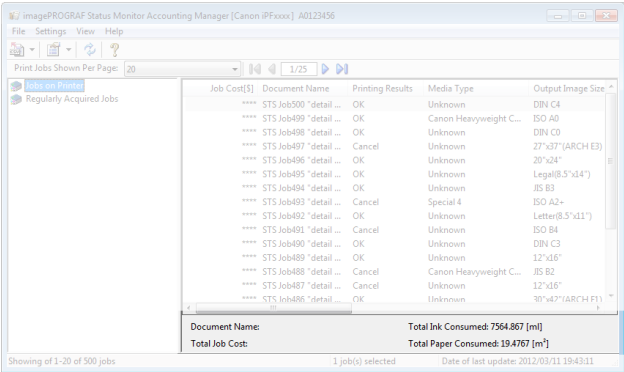 imagePROGRAF Status Monitor Accounting Manager [Canon iPFxxxx] A0123456
File Settings View Help
Print Jobs Shown Per Page: 20 1/25
Jobs on Printer
Regularly Acquired Jobs
Job Cost[$] Document Name Printing Results Media Type Output Image Size
**** STS Job500 "detail ... OK Unknown DIN C4
**** STS Job499 "detail ... OK Canon Heavyweight C... ISO A0
**** STS Job498 "detail ... OK Unknown DIN C0
**** STS Job497 "detail ... Cancel Unknown 27"x37"(ARCH E3)
**** STS Job496 "detail ... OK Unknown 20"x24"
**** STS Job495 "detail ... OK Unknown Legal(8.5"x14")
**** STS Job494 "detail ... OK Unknown JIS B3
**** STS Job493 "detail ... Cancel Special 4 ISO A2+
**** STS Job492 "detail ... OK Unknown Letter(8.5"x11")
**** STS Job491 "detail ... Cancel Unknown ISO B4
**** STS Job490 "detail ... OK Unknown DIN C3
**** STS Job489 "detail ... OK Unknown 12"x16"
**** STS Job488 "detail ... Cancel Canon Heavyweight C... JIS B2
**** STS Job487 "detail ... Cancel Unknown 12"x16"
**** STS Job486 "detail ... OK Unknown 30"x42"(ARCH E1)
Document Name: Total Ink Consumed: 7564.867 [ml]
Total Job Cost: Total Paper Consumed: 19.4767 [m²]
Showing of 1-20 of 500 jobs 1 job(s) selected Date of last update: 2012/03/11 19:43:11